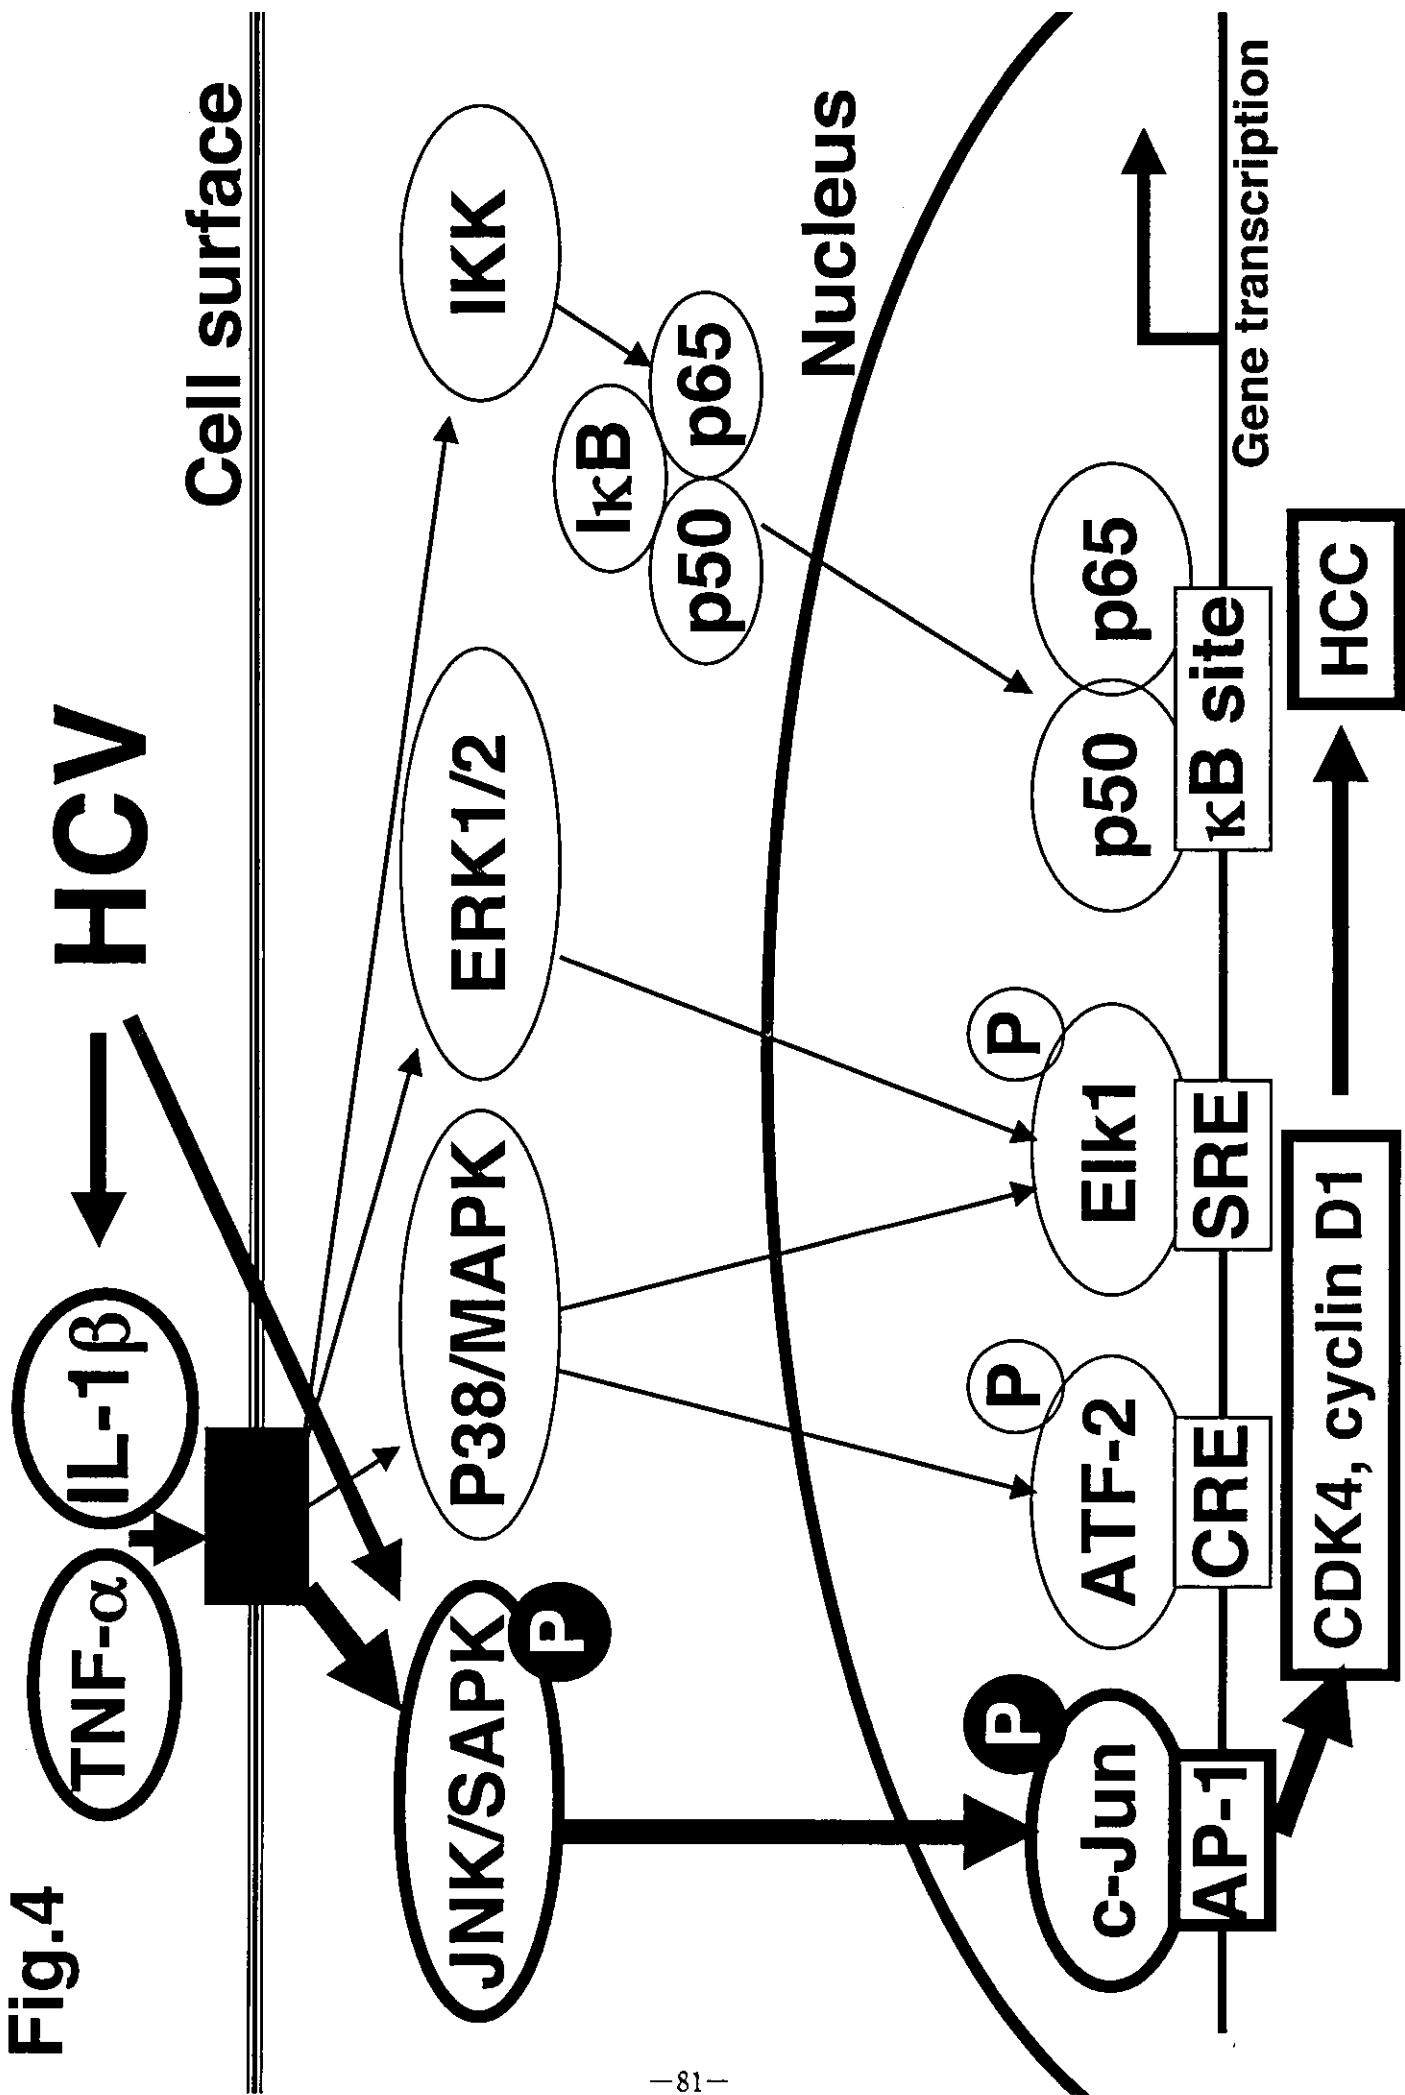 Fig.4
HCV
TNF-α
IL-1β
Cell surface
JNK/SAPK
P
P38/MAPK
ERK1/2
IKK
IκB
p50
p65
Nucleus
P
c-Jun
AP-1
P
ATF-2
CRE
P
Elk1
SRE
p50
p65
κB site
Gene transcription
CDK4, cyclin D1
HCC
—81—